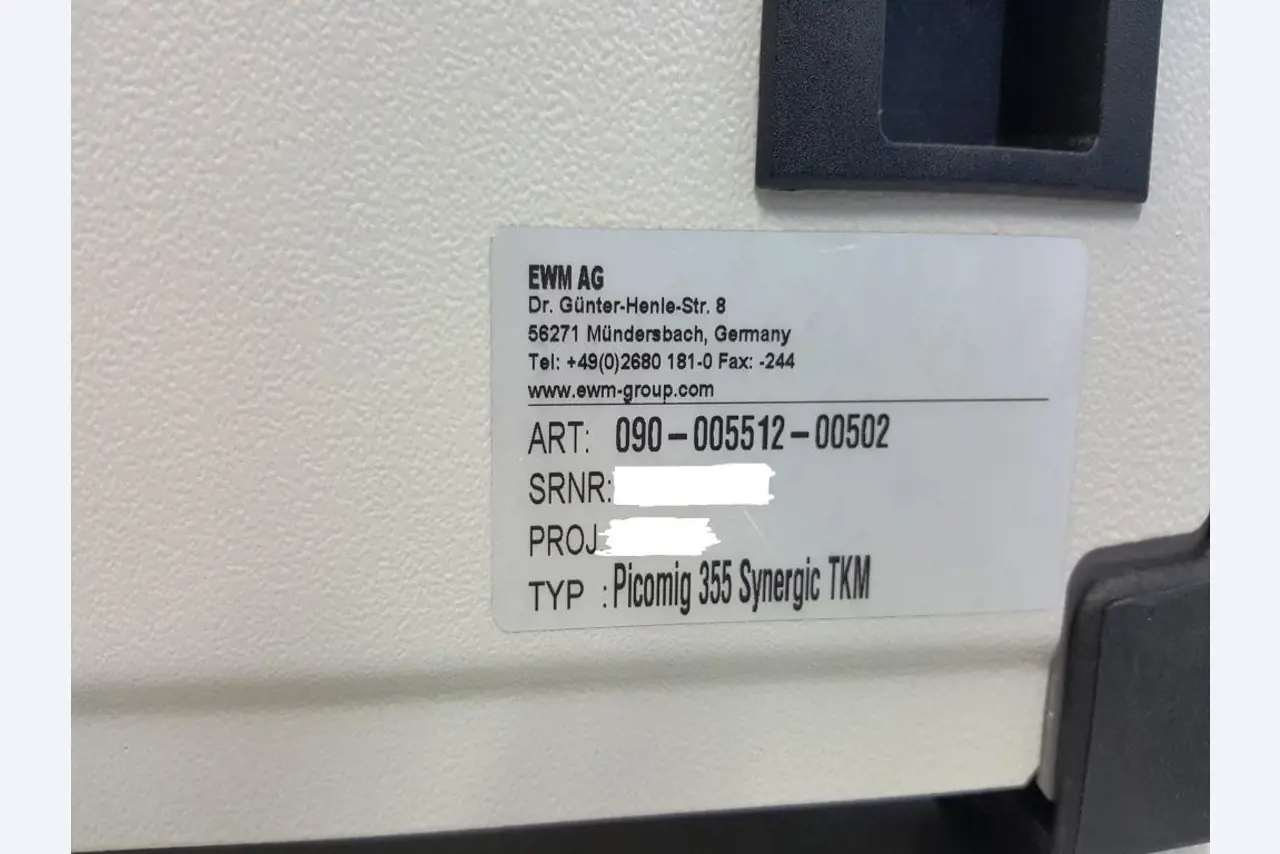 EWM AG
Dr. Günter-Henle-Str. 8
56271 Mündersbach, Germany
Tel: +49(0)2680 181-0 Fax: -244
www.ewm-group.com
ART: 090-005512-00502
SRNR:
PROJ
TYP :Picomig 355 Synergic TKM